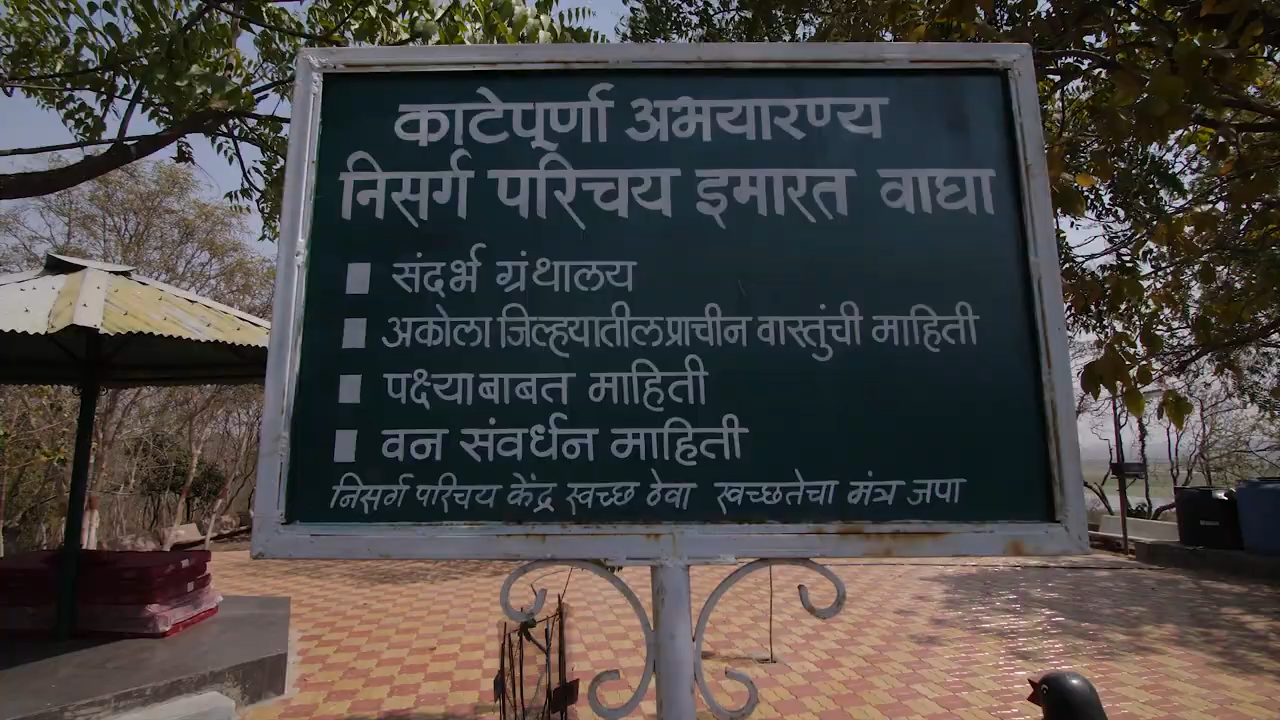 काटेपूर्णा अभयारण्य
निसर्ग परिचय इमारत वाघा
संदर्भ ग्रंथालय
अकोला जिल्हयातील प्राचीन वास्तुंची माहिती
पक्ष्याबाबत माहिती
वन संवर्धन माहिती
निसर्ग परिचय केंद्र स्वच्छ ठेवा स्वच्छतेचा मंत्र जपा